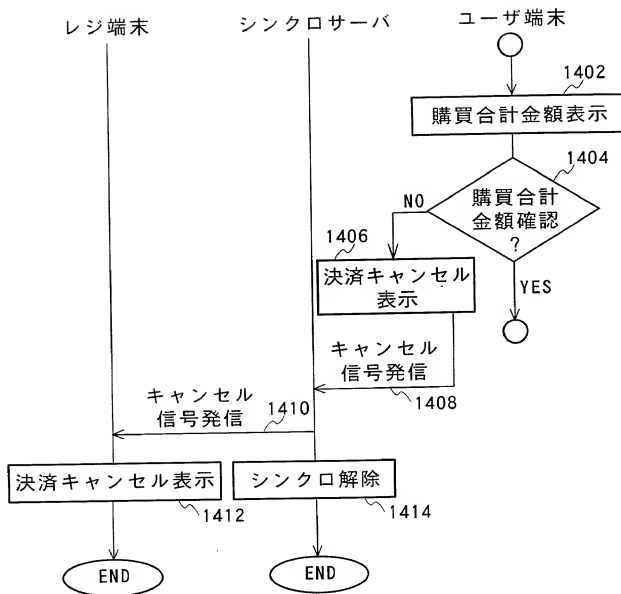 レジ端末
シンクロサーバ
ユーザ端末
1402
購買合計金額表示
1404
購買合計
金額確認
?
NO
YES
1406
決済キャンセル
表示
キャンセル
信号発信
1408
キャンセル
信号発信
1410
決済キャンセル表示
1412
シンクロ解除
1414
END
END